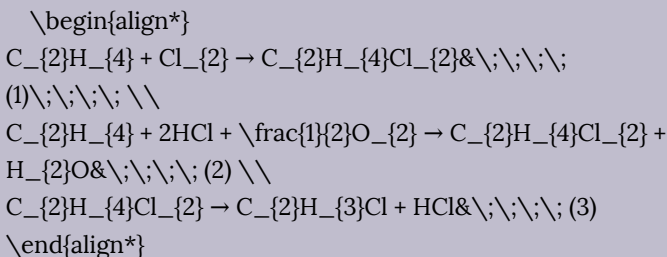 \begin{align*}
C_{2}H_{4} + Cl_{2} → C_{2}H_{4}Cl_{2}&\;\;\;\;
(1)\;\;\;\; \\
C_{2}H_{4} + 2HCl + \frac{1}{2}O_{2} → C_{2}H_{4}Cl_{2} +
H_{2}O&\;\;\;\; (2) \\
C_{2}H_{4}Cl_{2} → C_{2}H_{3}Cl + HCl&\;\;\;\; (3)
\end{align*}